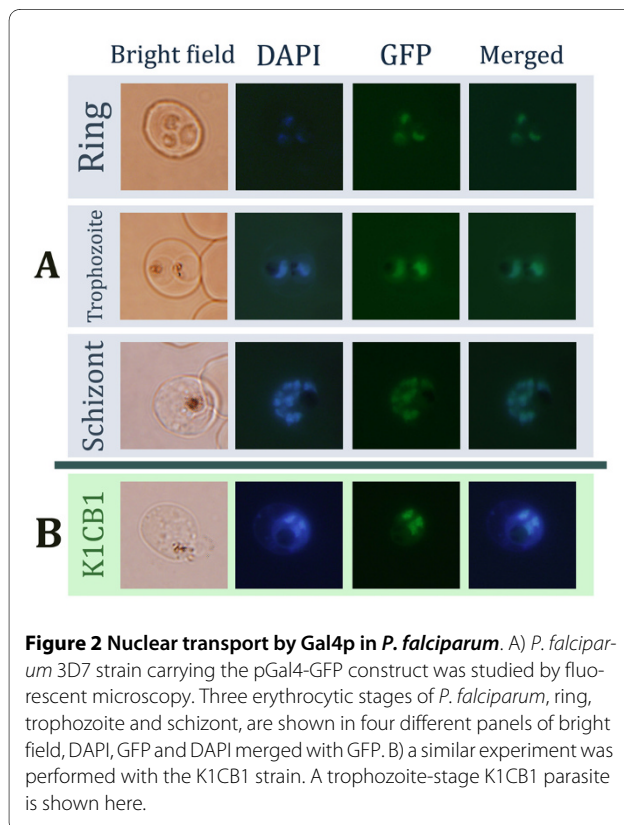 Bright field DAPI GFP Merged
Ring
A
Trophozoite
Schizont
B
K1CB1
Figure 2 Nuclear transport by Gal4p in P. falciparum. A) P. falcipar-
um 3D7 strain carrying the pGal4-GFP construct was studied by fluo-
rescent microscopy. Three erythrocytic stages of P. falciparum, ring,
trophozoite and schizont, are shown in four different panels of bright
field, DAPI, GFP and DAPI merged with GFP. B) a similar experiment was
performed with the K1CB1 strain. A trophozoite-stage K1CB1 parasite
is shown here.